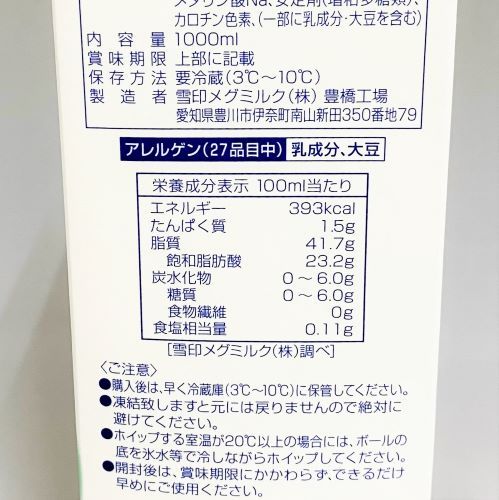 メタリン酸Na、安定剤(増粘多糖類)、
カロチン色素、(一部に乳成分・大豆を含む)
内容量 1000ml
賞味期限 上部に記載
保存方法 要冷蔵(3℃〜10℃)
製造者 雪印メグミルク(株) 豊橋工場
愛知県豊川市伊奈町南山新田350番地79
アレルゲン(27品目中) 乳成分、大豆
栄養成分表示 100ml当たり
エネルギー 393kcal
たんぱく質 1.5g
脂質 41.7g
飽和脂肪酸 23.2g
炭水化物 0〜6.0g
糖質 0〜6.0g
食物繊維 0g
食塩相当量 0.11g
[雪印メグミルク(株)調べ]
〈ご注意〉
●購入後は、早く冷蔵庫(3℃〜10℃)に保管してください。
●凍結致しますと元には戻りませんので絶対に
避けてください。
●ホイップする室温が20℃以上の場合には、ボールの
底を氷水等で冷しながらホイップしてください。
●開封後は、賞味期限にかかわらず、できるだけ
早めにご使用ください。